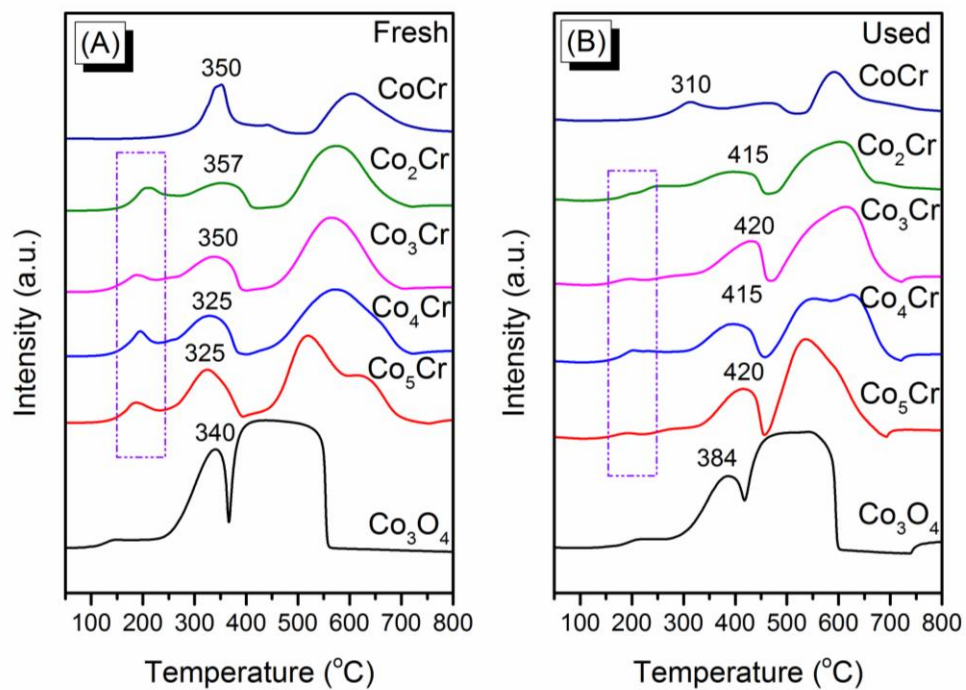 (A)
Fresh
350
CoCr
357
Co₂Cr
350
Co₃Cr
325
Co₄Cr
325
Co₅Cr
340
Co₃O₄
Intensity (a.u.)
100 200 300 400 500 600 700 800
Temperature (°C)
(B)
Used
310
CoCr
415
Co₂Cr
420
Co₃Cr
415
Co₄Cr
420
Co₅Cr
384
Co₃O₄
Intensity (a.u.)
100 200 300 400 500 600 700 800
Temperature (°C)